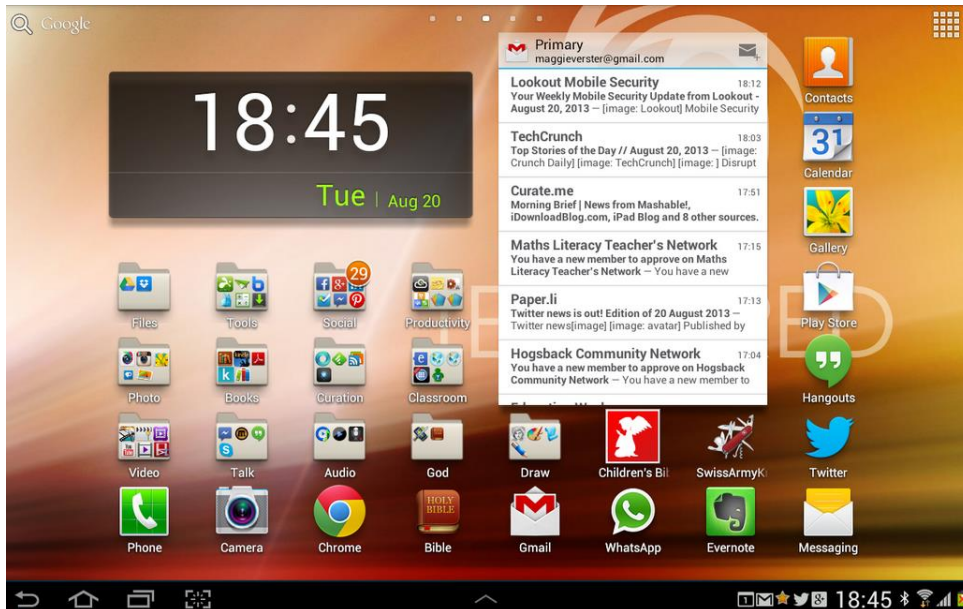 Google
18:45
Tue | Aug 20
Primary
maggieverster@gmail.com
Lookout Mobile Security 18:12
Your Weekly Mobile Security Update from Lookout -
August 20, 2013 – [image: Lookout] Mobile Security
TechCrunch 18:03
Top Stories of the Day // August 20, 2013 – [image:
Crunch Daily] [image: TechCrunch] [image: ] Disrupt
Curate.me 17:51
Morning Brief | News from Mashable!,
iDownloadBlog.com, iPad Blog and 8 other sources.
Maths Literacy Teacher's Network 17:15
You have a new member to approve on Maths
Literacy Teacher's Network – You have a new
Paper.li 17:13
Twitter news is out! Edition of 20 August 2013 –
Twitter news[image] [image: avatar] Published by
Hogsback Community Network 17:04
You have a new member to approve on Hogsback
Community Network – You have a new member to
Contacts
31
Calendar
Gallery
Play Store
Hangouts
29
Files Tools Social Productivity
Photo Books Curation Classroom
Video Talk Audio God Draw Children's Bi SwissArmyK Twitter
HOLY
BIBLE
Phone Camera Chrome Bible Gmail WhatsApp Evernote Messaging
18:45